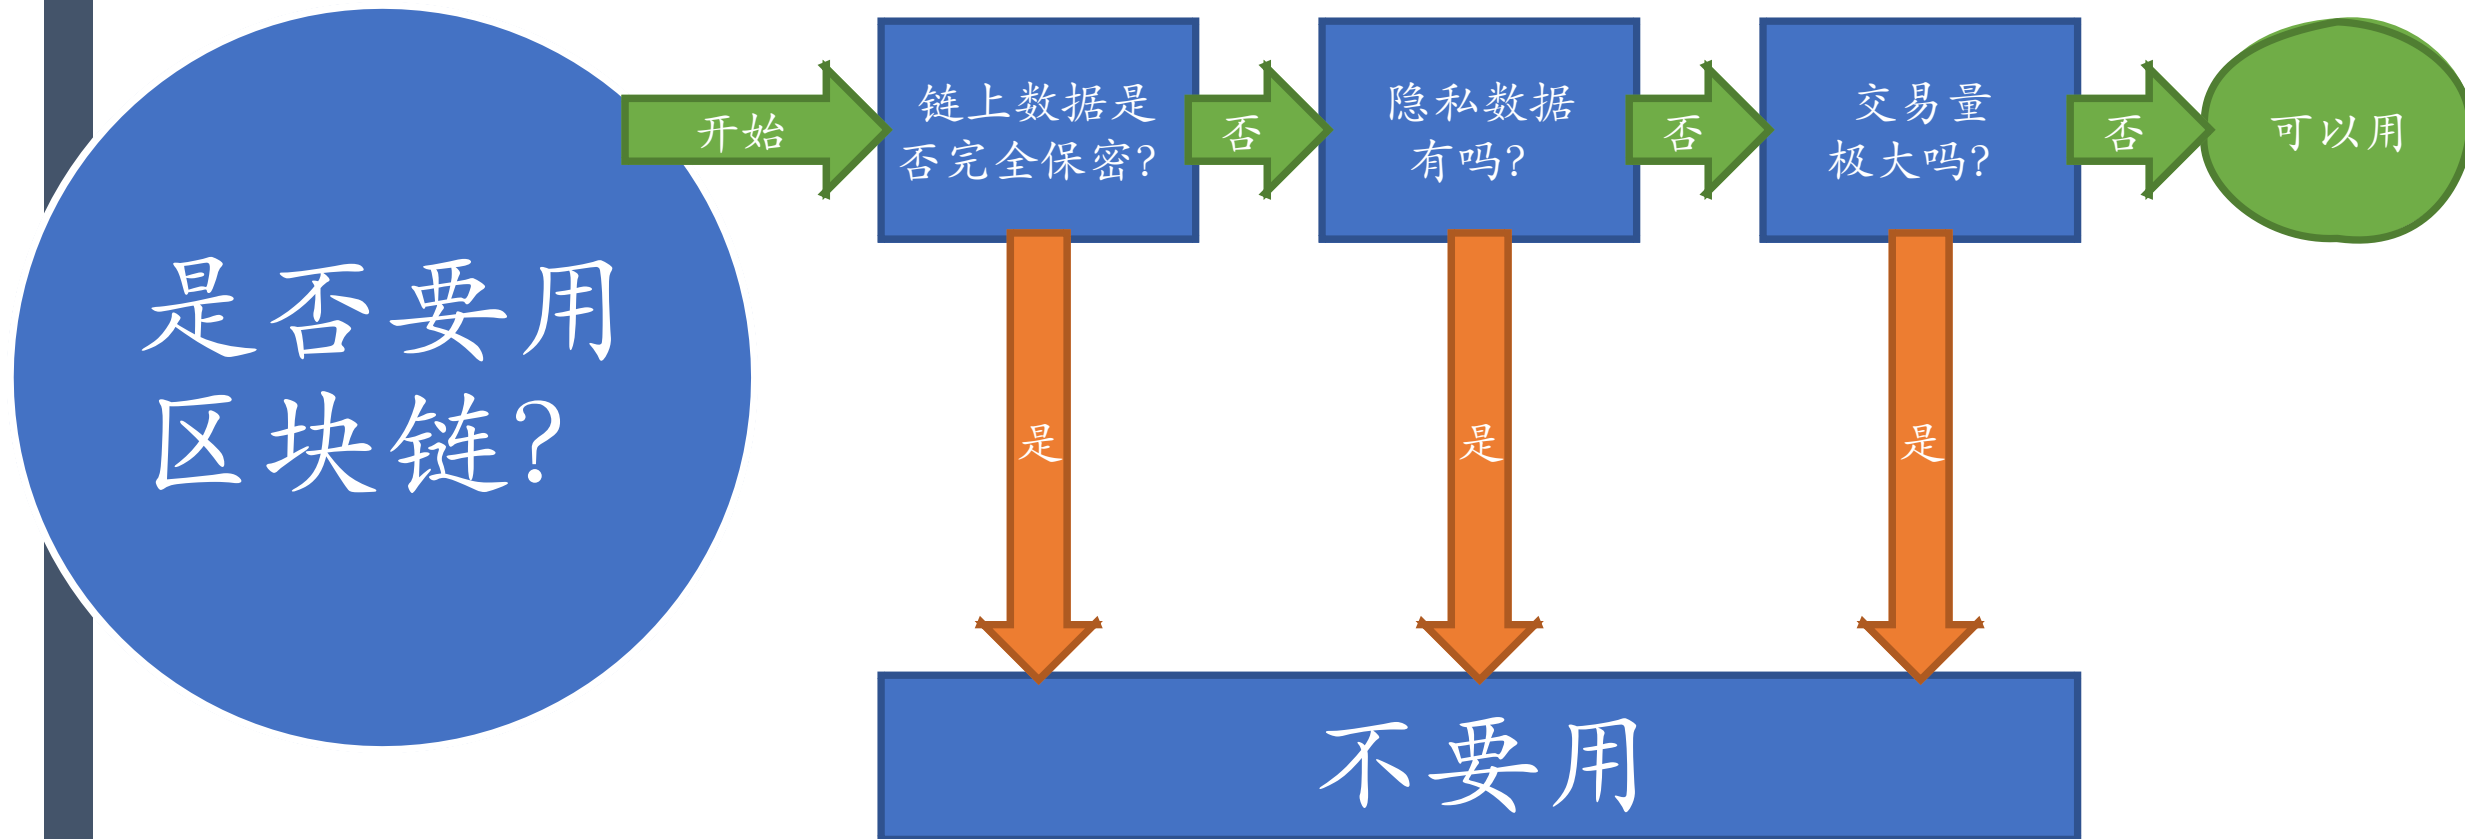 是否要用
区块链?
开始
链上数据是
否完全保密?
否
隐私数据
有吗?
否
交易量
极大吗?
否
可以用
是
是
是
不要用